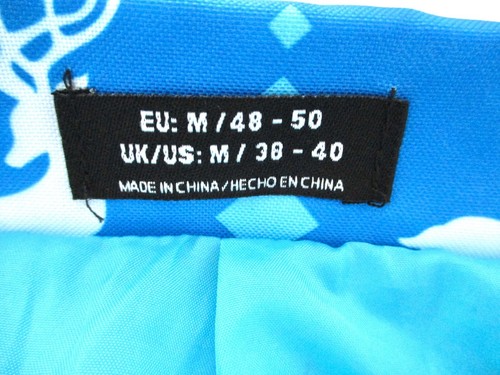 EU: M / 48 - 50
UK/US: M / 38 - 40
MADE IN CHINA/HECHO EN CHINA